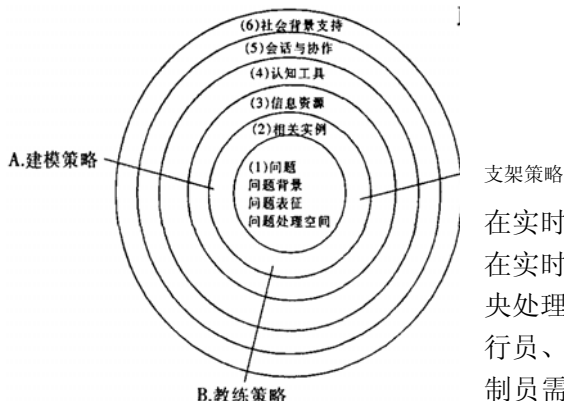 (6)社会背景支持
(5)会话与协作
(4)认知工具
(3)信息资源
(2)相关实例
(1)问题
问题背景
问题表征
问题处理空间
A.建模策略
B.教练策略
支架策略
在实时
在实时
央处理
行员、
制员需